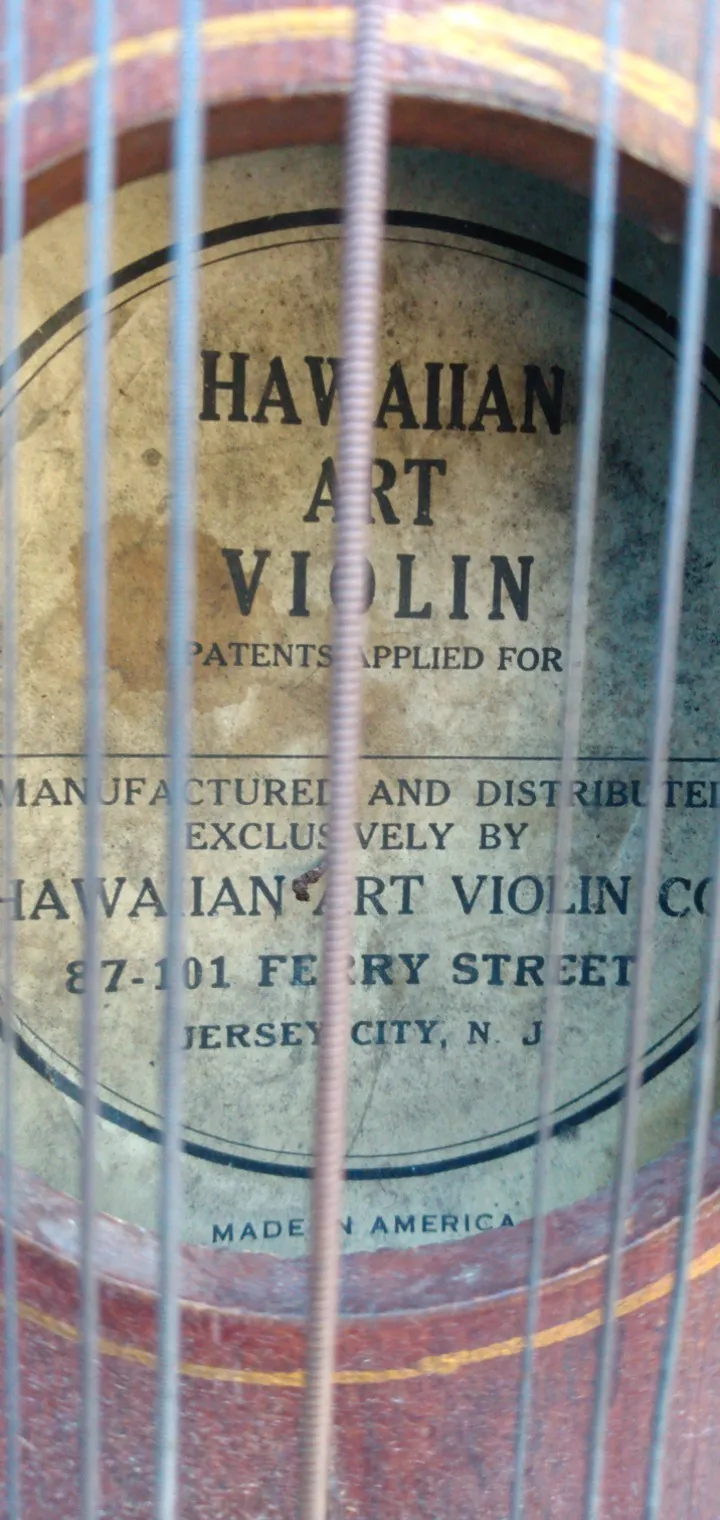 HAWAIIAN
ART
VIOLIN
PATENTS APPLIED FOR
MANUFACTURED AND DISTRIBUTED
EXCLUSIVELY BY
HAWAIIAN ART VIOLIN CO
87-101 FERRY STREET
JERSEY CITY, N. J.
MADE IN AMERICA